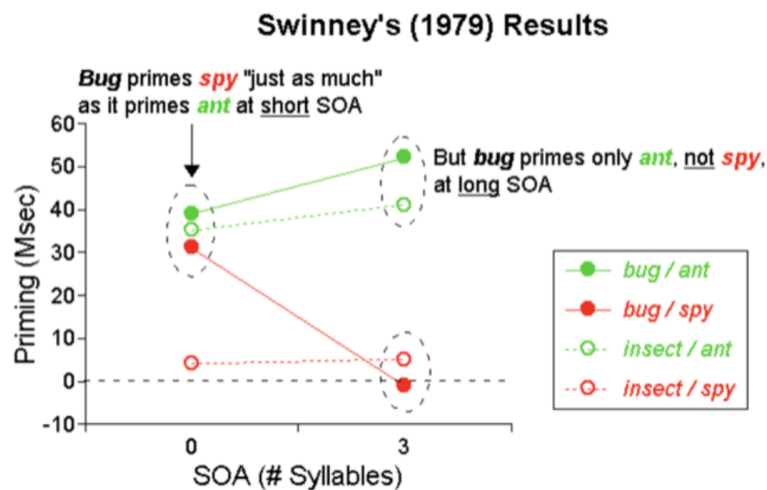 Swinney's (1979) Results
Bug primes spy "just as much"
as it primes ant at short SOA
But bug primes only ant, not spy,
at long SOA
60
50
40
30
20
10
0
-10
Priming (Msec)
0 3
SOA (# Syllables)
bug / ant
bug / spy
insect / ant
insect / spy